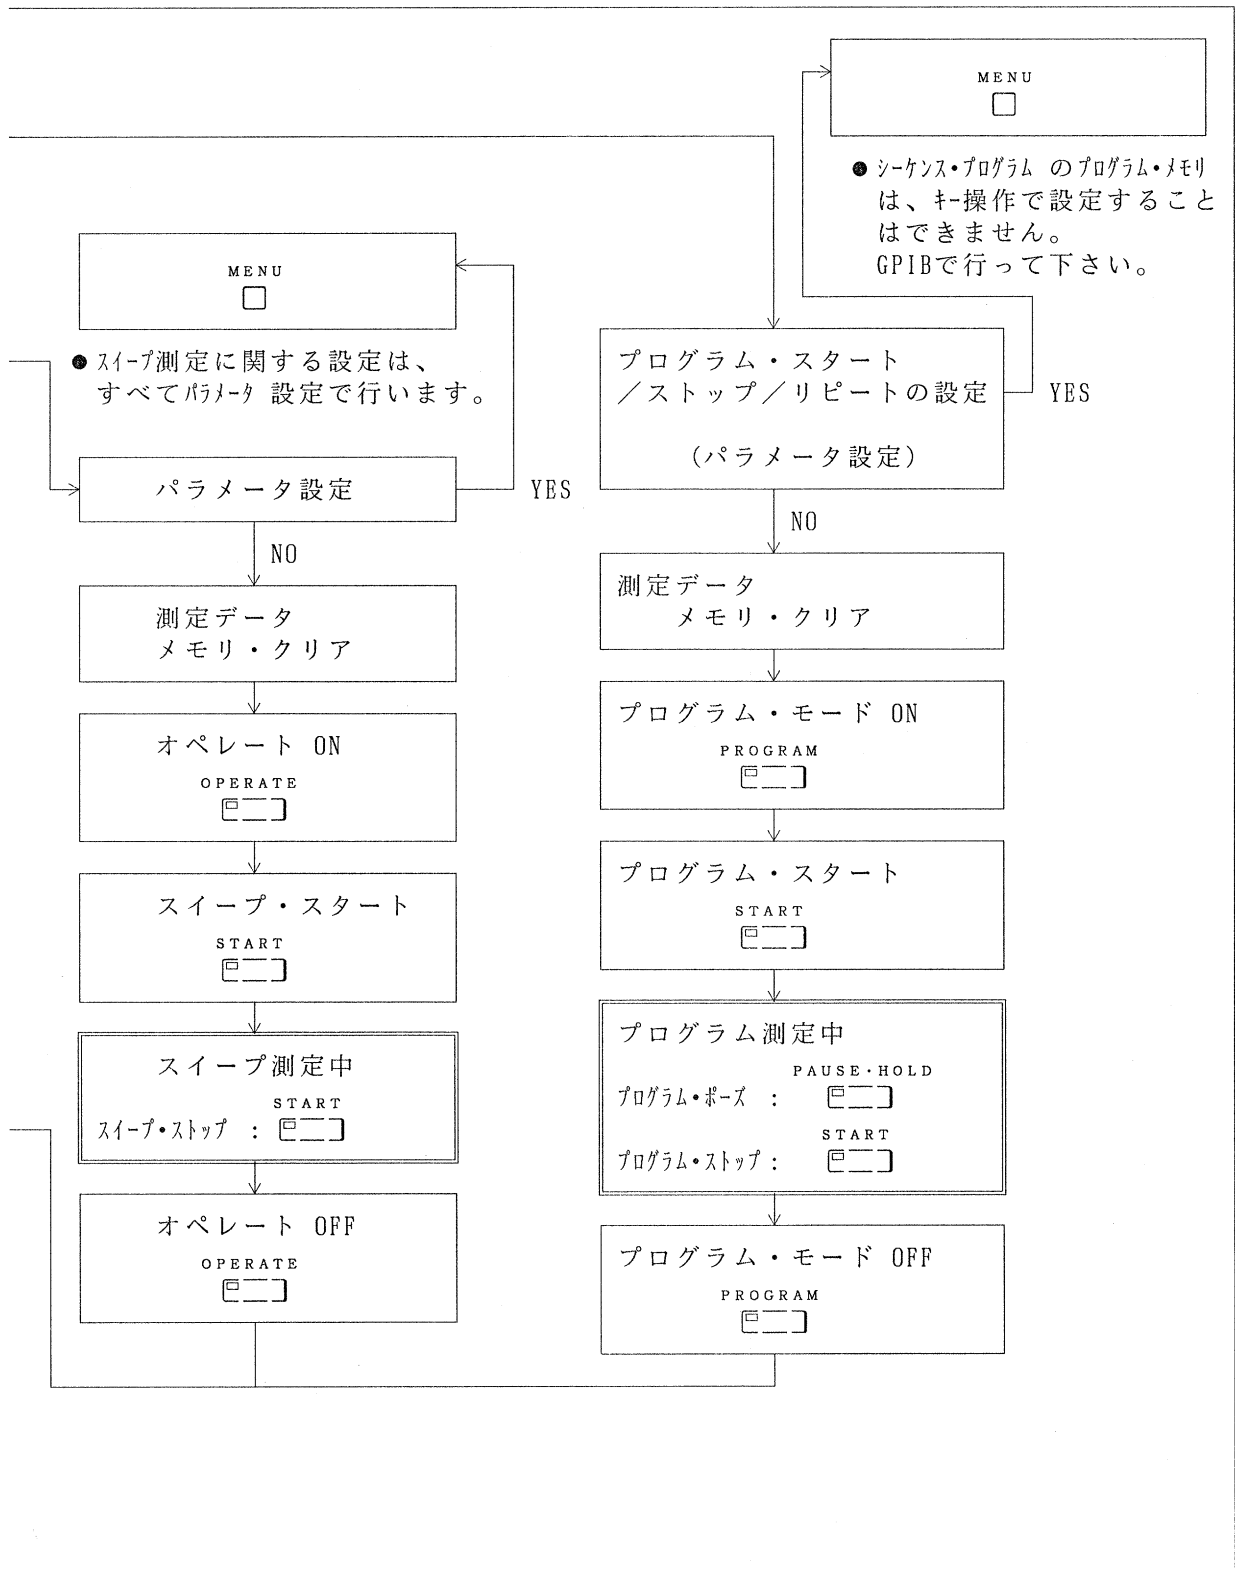 MENU
● シーケンス・プログラム のプログラム・メモリ
は、キー操作で設定すること
はできません。
GPIBで行って下さい。
MENU
● スイープ測定に関する設定は、
すべてパラメータ 設定で行います。
パラメータ設定
YES
NO
測定データ
メモリ・クリア
オペレート ON
OPERATE
スイープ・スタート
START
スイープ測定中
START
スイープ・ストップ :
オペレート OFF
OPERATE
プログラム・スタート
/ストップ/リピートの設定
(パラメータ設定)
YES
NO
測定データ
メモリ・クリア
プログラム・モード ON
PROGRAM
プログラム・スタート
START
プログラム測定中
PAUSE・HOLD
プログラム・ポーズ :
START
プログラム・ストップ:
プログラム・モード OFF
PROGRAM